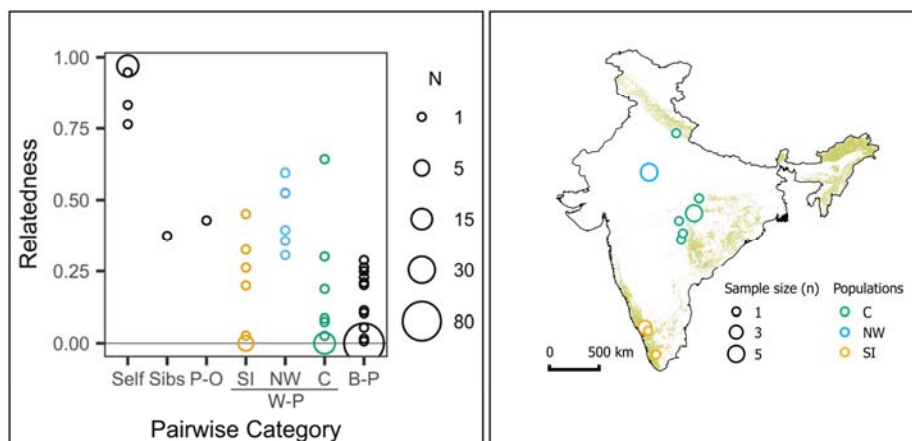 1.00
0.75
0.50
0.25
0.00
Relatedness
Self Sibs P-O SI NW C B-P
W-P
Pairwise Category
N
1
5
15
30
80
0 500 km
Sample size (n)
1
3
5
Populations
C
NW
SI